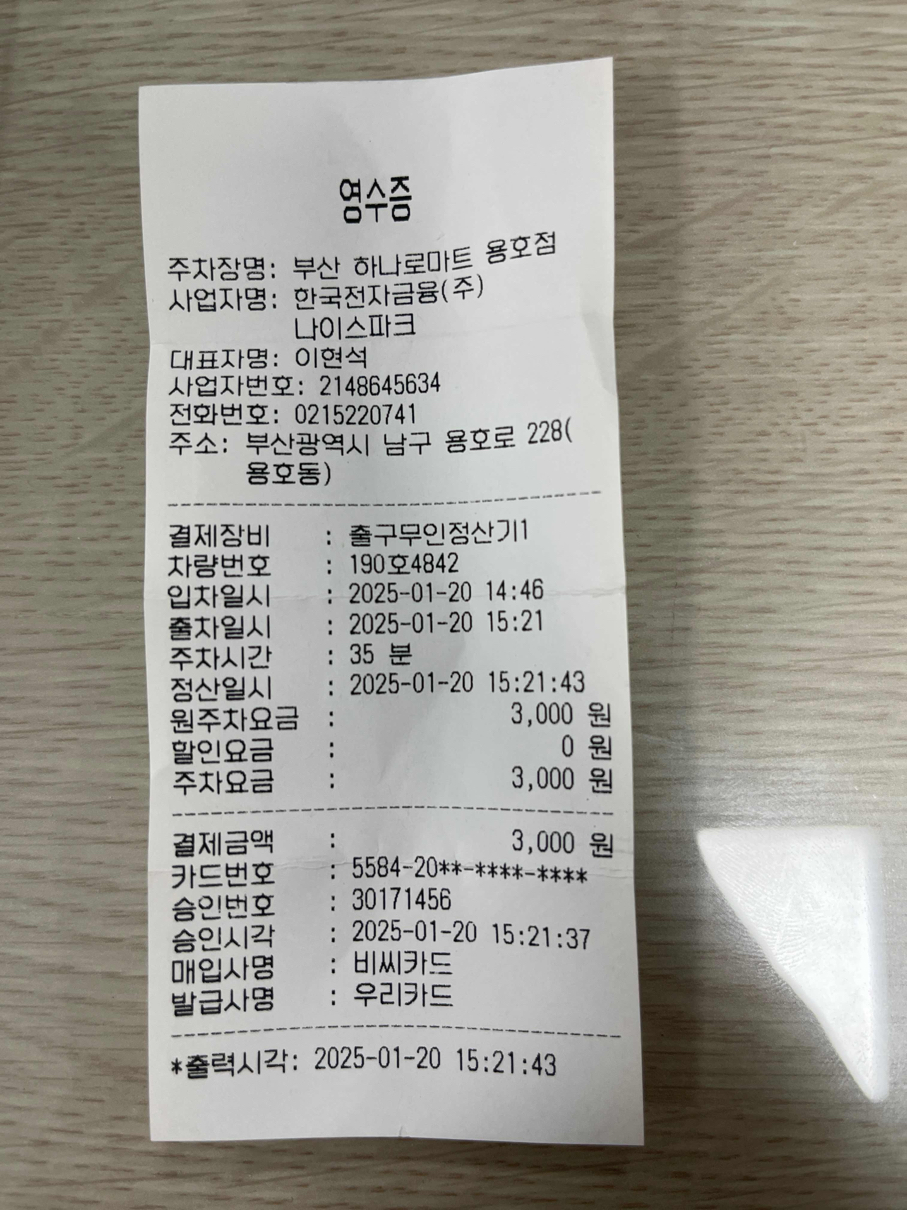 영수증
주차장명: 부산 하나로마트 용호점
사업자명: 한국전자금융(주)
나이스파크
대표자명: 이현석
사업자번호: 2148645634
전화번호: 0215220741
주소: 부산광역시 남구 용호로 228(
용호동)
결제장비 : 출구무인정산기1
차량번호 : 190호4842
입차일시 : 2025-01-20 14:46
출차일시 : 2025-01-20 15:21
주차시간 : 35 분
정산일시 : 2025-01-20 15:21:43
원주차요금 : 3,000 원
할인요금 : 0 원
주차요금 : 3,000 원
결제금액 : 3,000 원
카드번호 : 5584-20**-****-****
승인번호 : 30171456
승인시각 : 2025-01-20 15:21:37
매입사명 : 비씨카드
발급사명 : 우리카드
*출력시각: 2025-01-20 15:21:43